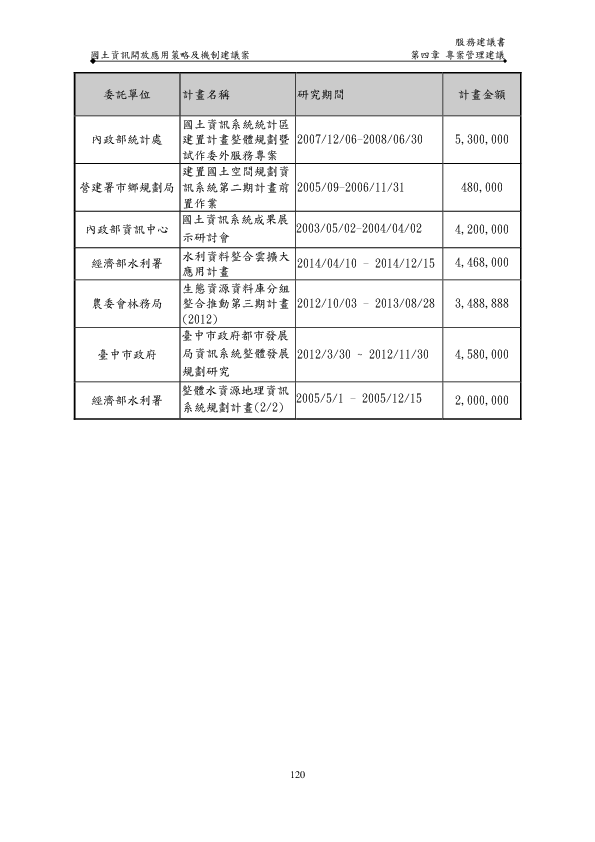 服務建議書
國土資訊開放應用策略及機制建議案 第四章 專案管理建議
委託單位 計畫名稱 研究期間 計畫金額
內政部統計處 國土資訊系統統計區
建置計畫整體規劃暨
試作委外服務專案 2007/12/06-2008/06/30 5,300,000
營建署市鄉規劃局 建置國土空間規劃資
訊系統第二期計畫前
置作業 2005/09-2006/11/31 480,000
內政部資訊中心 國土資訊系統成果展
示研討會 2003/05/02-2004/04/02 4,200,000
經濟部水利署 水利資料整合雲擴大
應用計畫 2014/04/10 - 2014/12/15 4,468,000
農委會林務局 生態資源資料庫分組
整合推動第三期計畫
(2012) 2012/10/03 - 2013/08/28 3,488,888
臺中市政府 臺中市政府都市發展
局資訊系統整體發展
規劃研究 2012/3/30 ~ 2012/11/30 4,580,000
經濟部水利署 整體水資源地理資訊
系統規劃計畫(2/2) 2005/5/1 - 2005/12/15 2,000,000
120